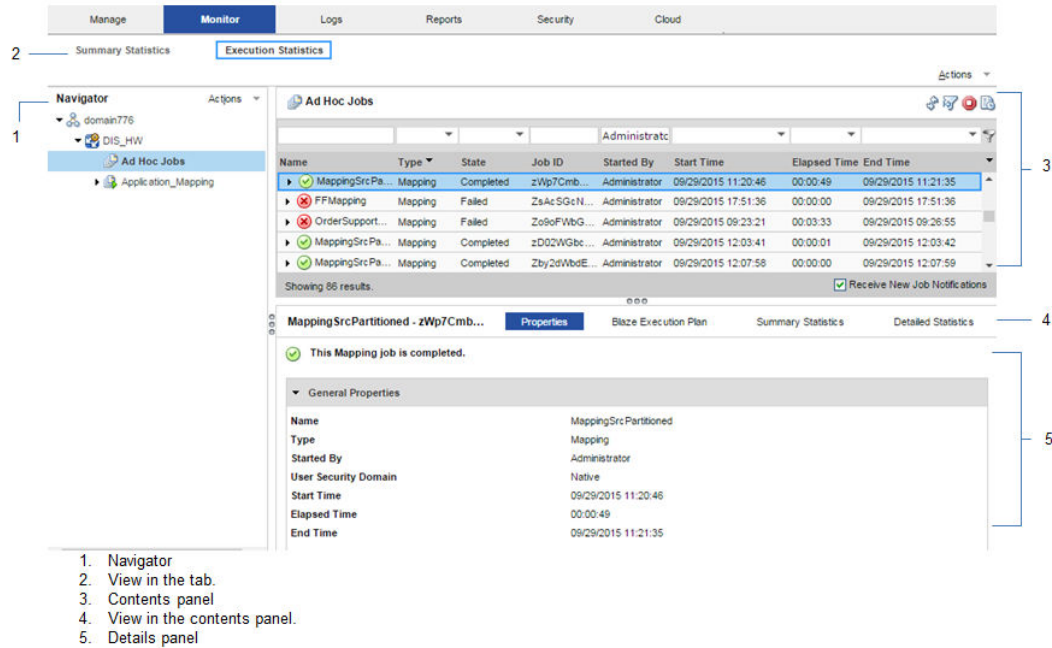 Manage Monitor Logs Reports Security Cloud
2 Summary Statistics Execution Statistics
Actions
Navigator Actions
1
domain776
DIS_HW
Ad Hoc Jobs
Application_Mapping
Ad Hoc Jobs
Administratc
3
Name Type State Job ID Started By Start Time Elapsed Time End Time
MappingSrcPa... Mapping Completed zWp7Cmb... Administrator 09/29/2015 11:20:46 00:00:49 09/29/2015 11:21:35
FFMapping Mapping Failed ZsAcSGcN... Administrator 09/29/2015 17:51:36 00:00:00 09/29/2015 17:51:36
OrderSupport... Mapping Failed Zo9oFWbG... Administrator 09/29/2015 09:23:21 00:03:33 09/29/2015 09:26:55
MappingSrcPa... Mapping Completed zD02WGbc... Administrator 09/29/2015 12:03:41 00:00:01 09/29/2015 12:03:42
MappingSrcPa... Mapping Completed Zby2dWbdE... Administrator 09/29/2015 12:07:58 00:00:00 09/29/2015 12:07:59
Showing 86 results. Receive New Job Notifications
MappingSrcPartitioned - zWp7Cmb... Properties Blaze Execution Plan Summary Statistics Detailed Statistics 4
This Mapping job is completed.
General Properties
5
Name MappingSrcPartitioned
Type Mapping
Started By Administrator
User Security Domain Native
Start Time 09/29/2015 11:20:46
Elapsed Time 00:00:49
End Time 09/29/2015 11:21:35
1. Navigator
2. View in the tab.
3. Contents panel
4. View in the contents panel.
5. Details panel